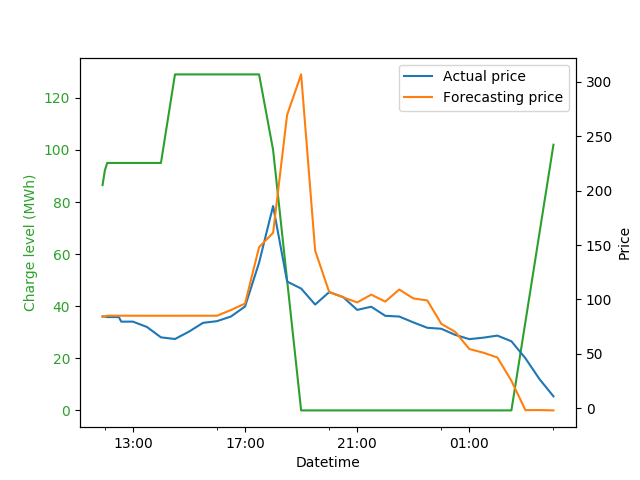 Actual price
Forecasting price
120
100
80
60
40
20
0
Charge level (MWh)
300
250
200
150
100
50
0
Price
13:00 17:00 21:00 01:00
Datetime